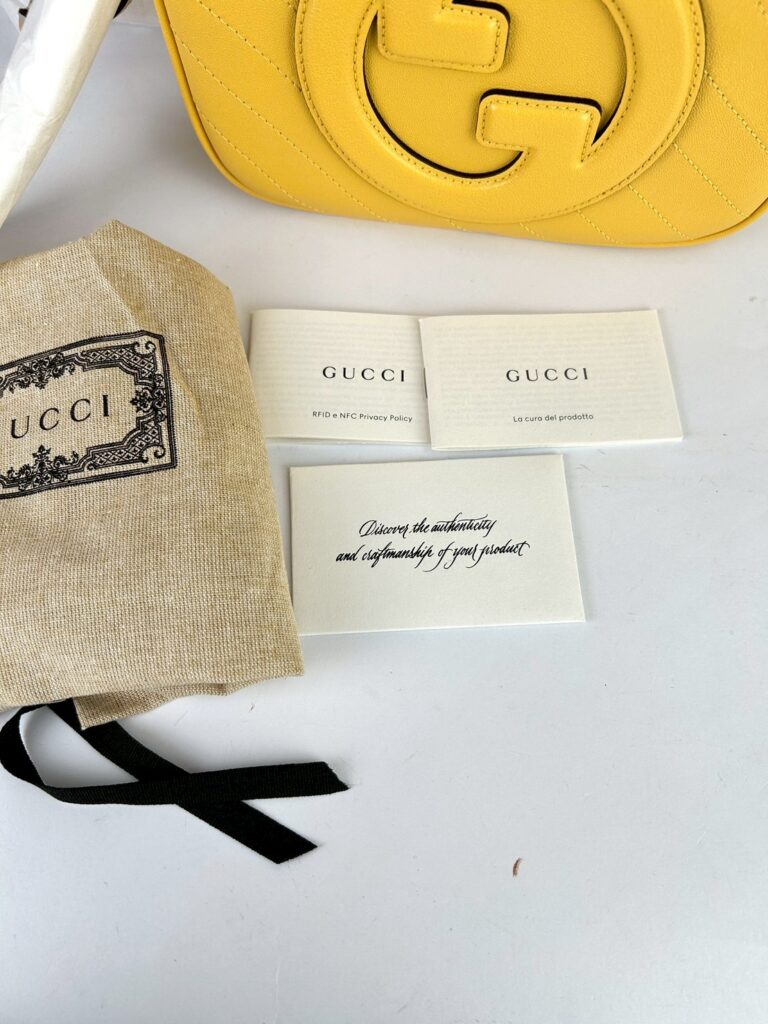 UCCI
GUCCI
RFID e NFC Privacy Policy
GUCCI
La cura del prodotto
Discover the authenticity
and craftmanship of your product